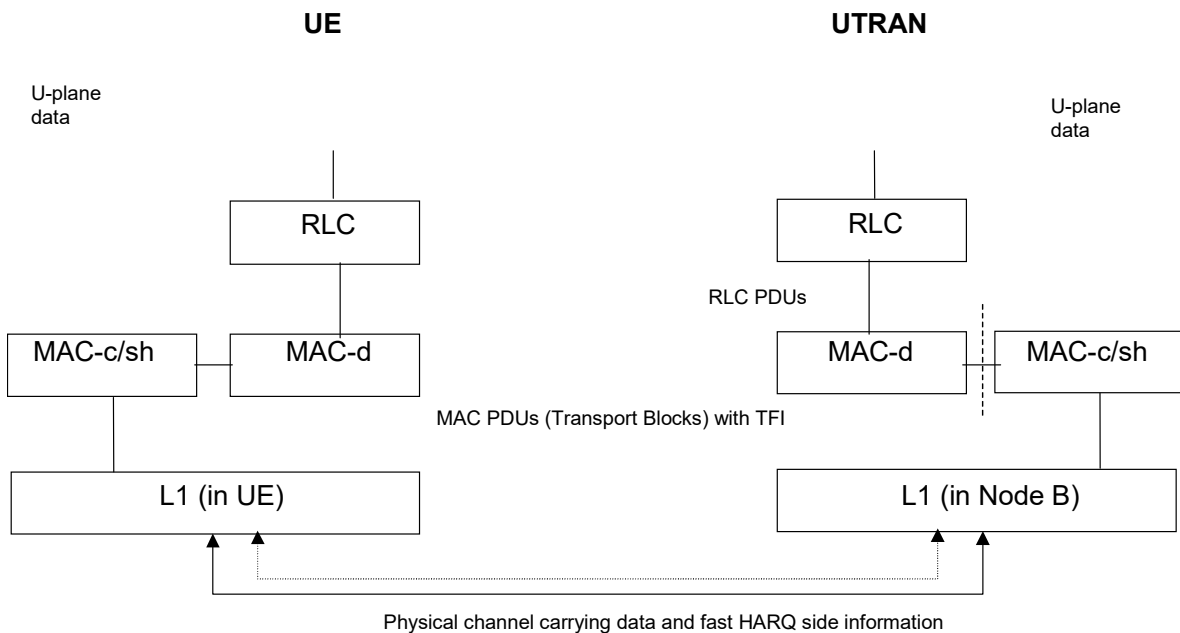 UE
UTRAN
U-plane
data
U-plane
data
RLC
RLC
RLC PDUs
MAC-c/sh
MAC-d
MAC-d
MAC-c/sh
MAC PDUs (Transport Blocks) with TFI
L1 (in UE)
L1 (in Node B)
Physical channel carrying data and fast HARQ side information